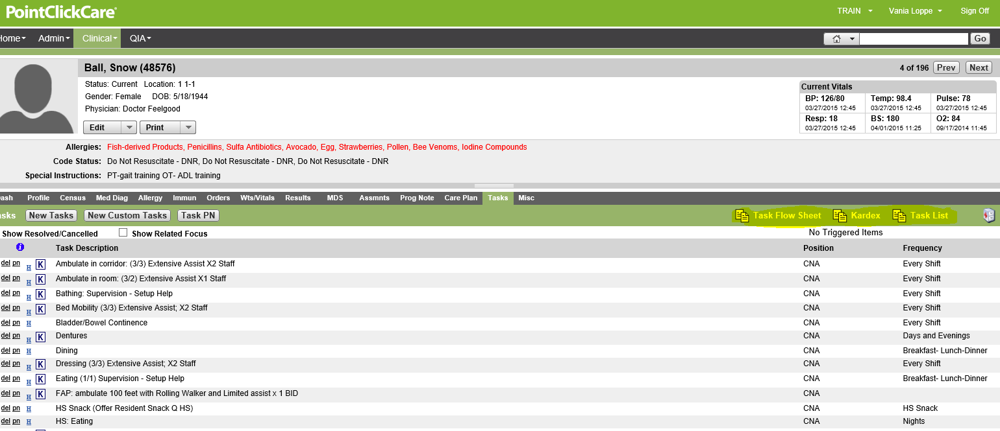 PointClickCare®
TRAIN Vania Loppe Sign Off
Home Admin Clinical QIA Go
Ball, Snow (48576) 4 of 196 Prev Next
Status: Current Location: 1 1-1
Gender: Female DOB: 5/18/1944
Physician: Doctor Feelgood
Edit Print
Current Vitals
BP: 126/80 Temp: 98.4 Pulse: 78
03/27/2015 12:45 03/27/2015 12:45 03/27/2015 12:45
Resp: 18 BS: 180 O2: 84
03/27/2015 12:45 04/01/2015 11:25 09/17/2014 11:45
Allergies: Fish-derived Products, Penicillins, Sulfa Antibiotics, Avocado, Egg, Strawberries, Pollen, Bee Venoms, Iodine Compounds
Code Status: Do Not Resuscitate - DNR, Do Not Resuscitate - DNR, Do Not Resuscitate - DNR
Special Instructions: PT-gait training OT- ADL training
ash Profile Census Med Diag Allergy Immun Orders Wts/Vitals Results MDS Assmnts Prog Note Care Plan Tasks Misc
asks New Tasks New Custom Tasks Task PN Task Flow Sheet Kardex Task List
Show Resolved/Cancelled Show Related Focus No Triggered Items
i Task Description Position Frequency
del pn H K Ambulate in corridor: (3/3) Extensive Assist X2 Staff CNA Every Shift
del pn H K Ambulate in room: (3/2) Extensive Assist X1 Staff CNA Every Shift
del pn H K Bathing: Supervision - Setup Help CNA Every Shift
del pn H K Bed Mobility (3/3) Extensive Assist; X2 Staff CNA Every Shift
del pn H Bladder/Bowel Continence CNA Every Shift
del pn H K Dentures CNA Days and Evenings
del pn H Dining CNA Breakfast- Lunch-Dinner
del pn H K Dressing (3/3) Extensive Assist; X2 Staff CNA Every Shift
del pn H K Eating (1/1) Supervision - Setup Help CNA Breakfast- Lunch-Dinner
del pn H K FAP: ambulate 100 feet with Rolling Walker and Limited assist x 1 BID CNA
del pn H HS Snack (Offer Resident Snack Q HS) CNA HS Snack
del pn H HS: Eating CNA Nights